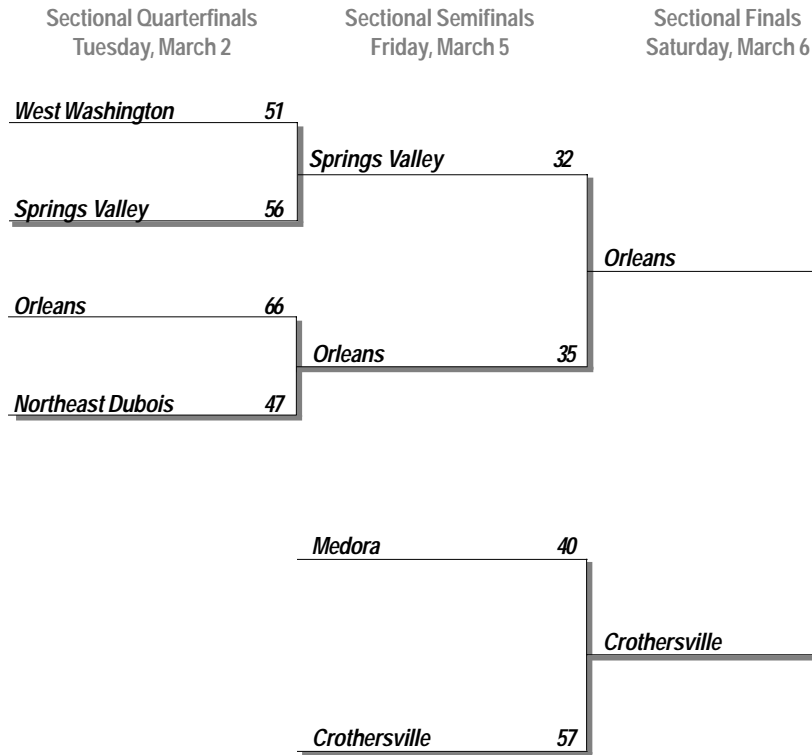 Sectional Quarterfinals
Tuesday, March 2
Sectional Semifinals
Friday, March 5
Sectional Finals
Saturday, March 6
West Washington 51
Springs Valley 56
Springs Valley 32
Orleans
Orleans 66
Orleans 35
Northeast Dubois 47
Medora 40
Crothersville
Crothersville 57